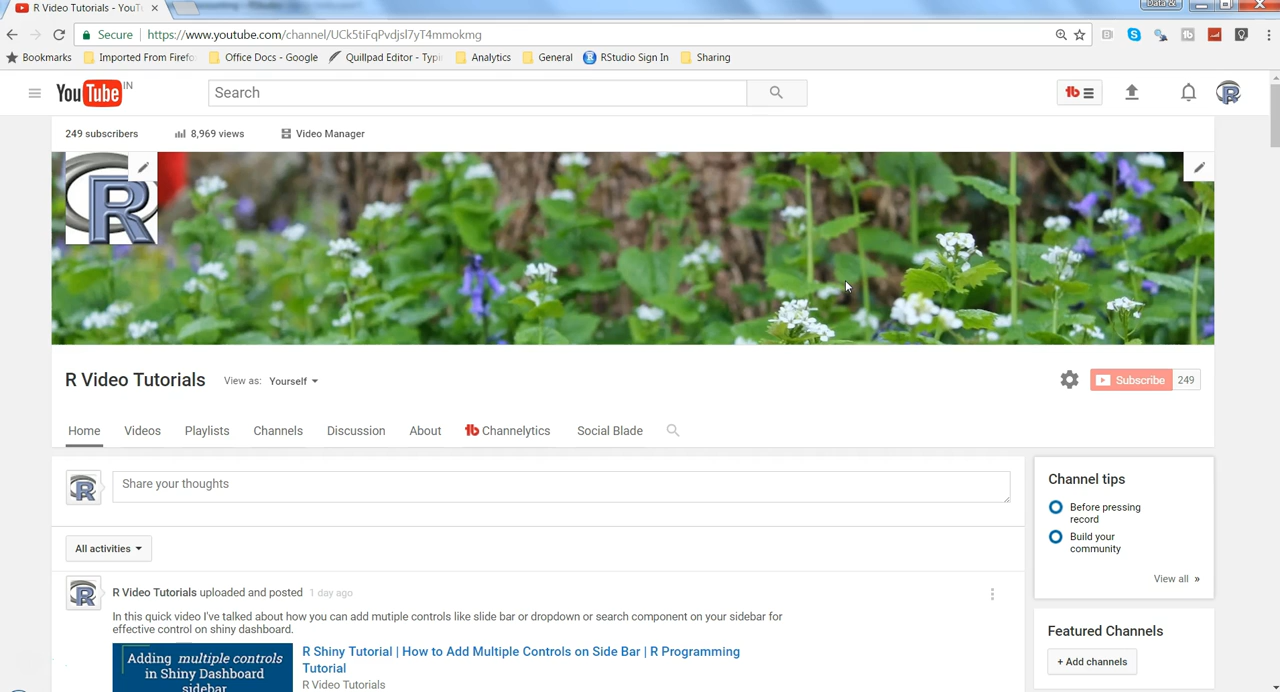 R Video Tutorials - YouT
Data &
Secure https://www.youtube.com/channel/UCk5tiFqPvdjsl7yT4mmokmg
Bookmarks Imported From Firefo Office Docs - Google Quillpad Editor - Typi Analytics General RStudio Sign In Sharing
YouTube IN Search tb
249 subscribers 8,969 views Video Manager
R
R Video Tutorials View as: Yourself Subscribe 249
Home Videos Playlists Channels Discussion About tb Channelytics Social Blade
Share your thoughts
Channel tips
Before pressing
record
Build your
community
View all »
All activities
R Video Tutorials uploaded and posted 1 day ago
In this quick video I've talked about how you can add mutiple controls like slide bar or dropdown or search component on your sidebar for
effective control on shiny dashboard.
Adding multiple controls
in Shiny Dashboard
sidebar
R Shiny Tutorial | How to Add Multiple Controls on Side Bar | R Programming
Tutorial
R Video Tutorials
Featured Channels
+ Add channels